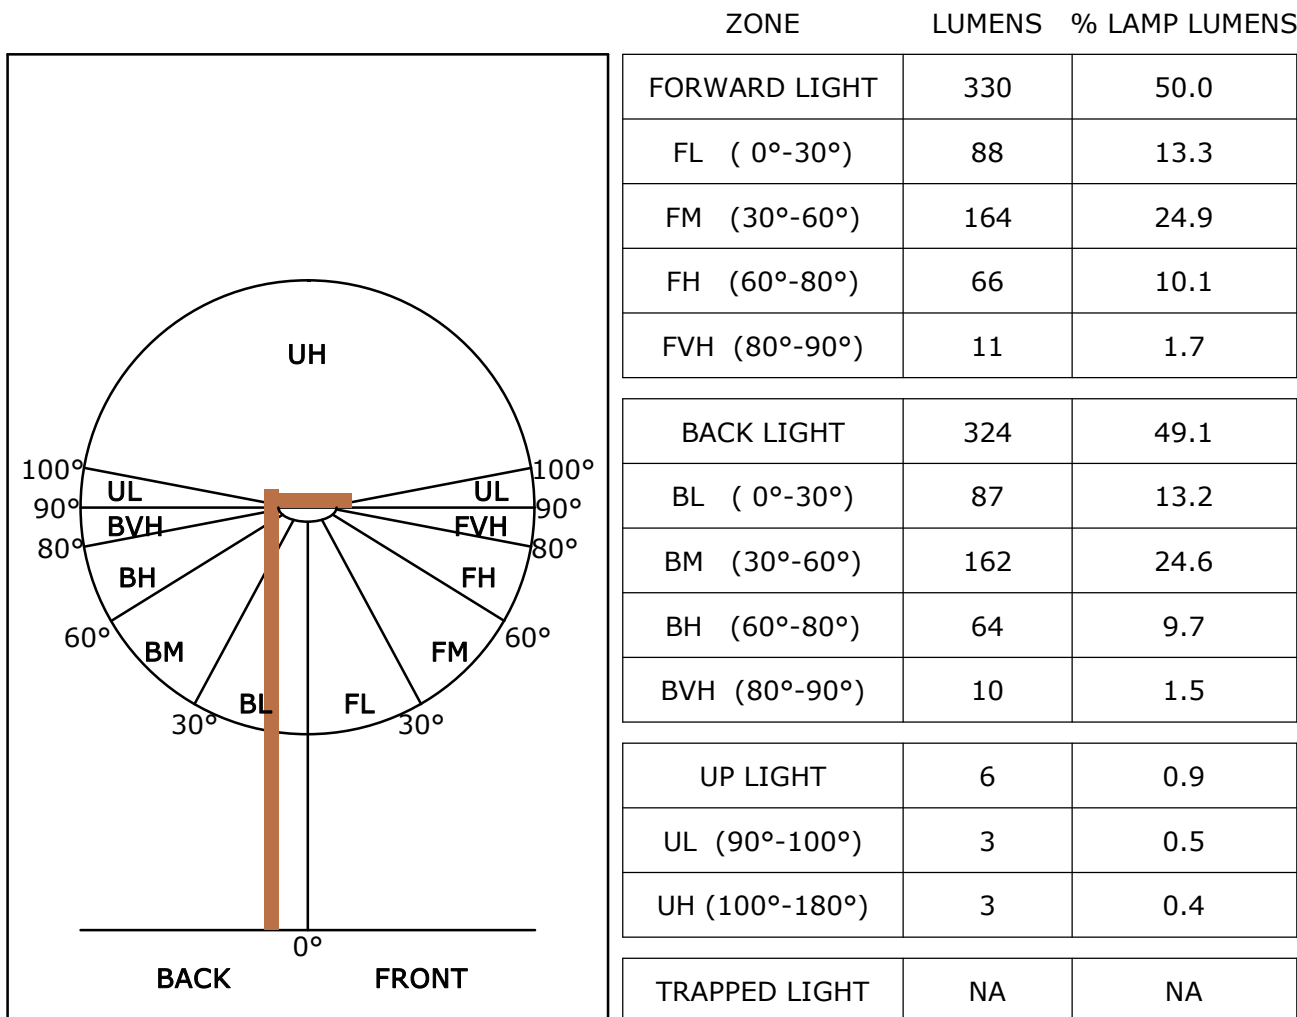 ZONE LUMENS % LAMP LUMENS
FORWARD LIGHT 330 50.0
FL ( 0°-30°) 88 13.3
FM (30°-60°) 164 24.9
FH (60°-80°) 66 10.1
FVH (80°-90°) 11 1.7
BACK LIGHT 324 49.1
BL ( 0°-30°) 87 13.2
BM (30°-60°) 162 24.6
BH (60°-80°) 64 9.7
BVH (80°-90°) 10 1.5
UP LIGHT 6 0.9
UL (90°-100°) 3 0.5
UH (100°-180°) 3 0.4
TRAPPED LIGHT NA NA
UH
100° 100°
UL UL
90° 90°
BVH FVH
80° 80°
BH FH
60° 60°
BM FM
BL FL
30° 30°
0°
BACK FRONT